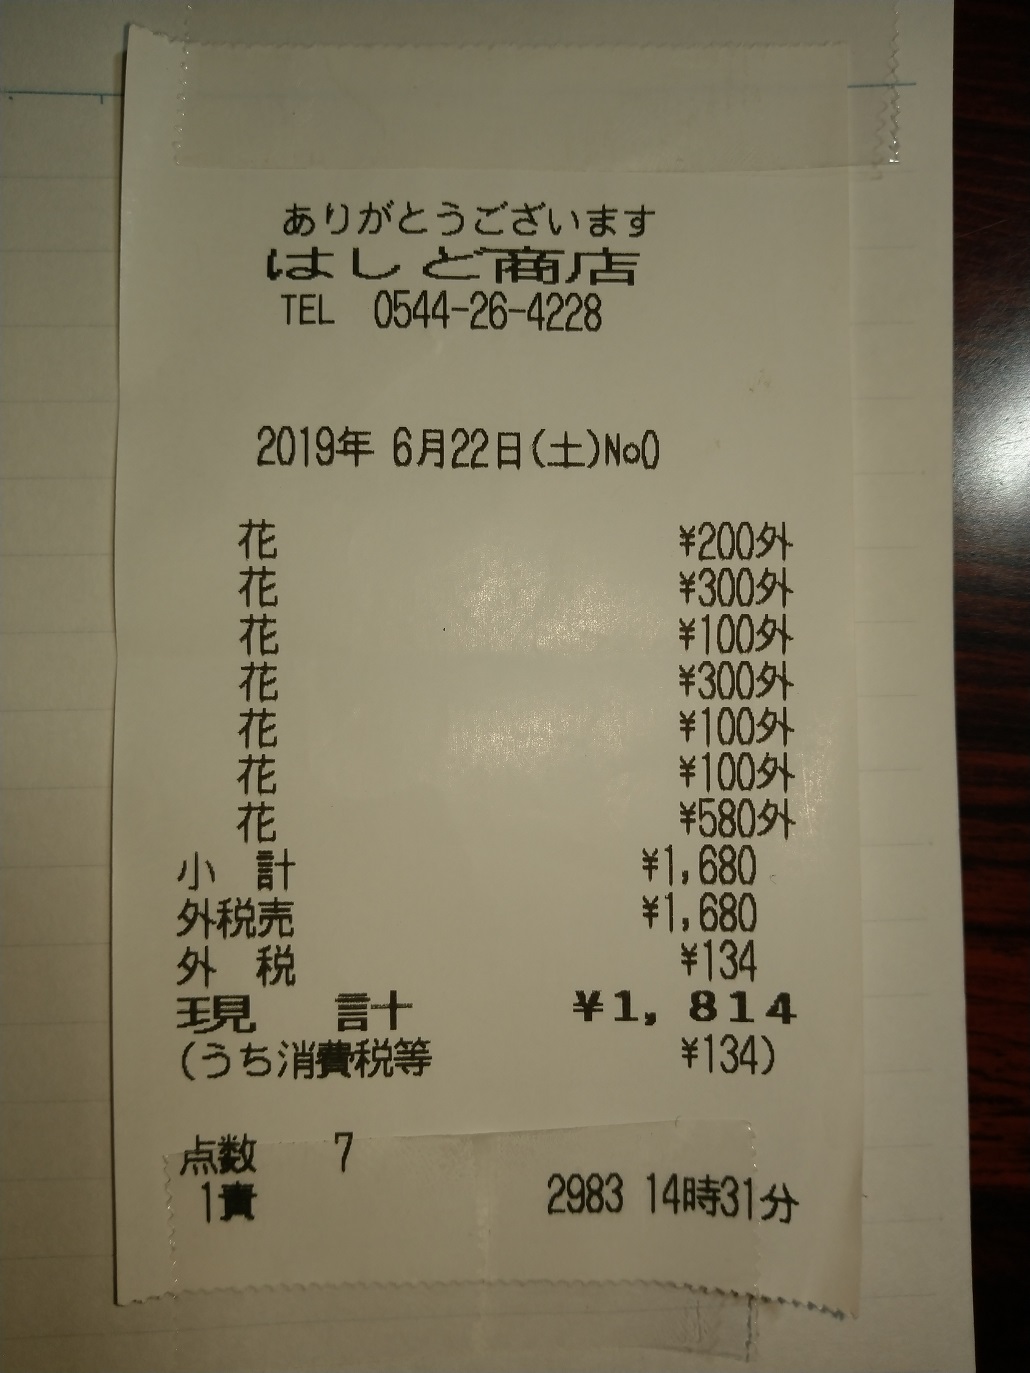 ありがとうございます
はしど商店
TEL 0544-26-4228
2019年 6月22日(土)No0
花 ¥200外
花 ¥300外
花 ¥100外
花 ¥300外
花 ¥100外
花 ¥100外
花 ¥580外
小 計 ¥1,680
外税売 ¥1,680
外 税 ¥134
現 計 ¥1,814
(うち消費税等 ¥134)
点数 7
1責 2983 14時31分